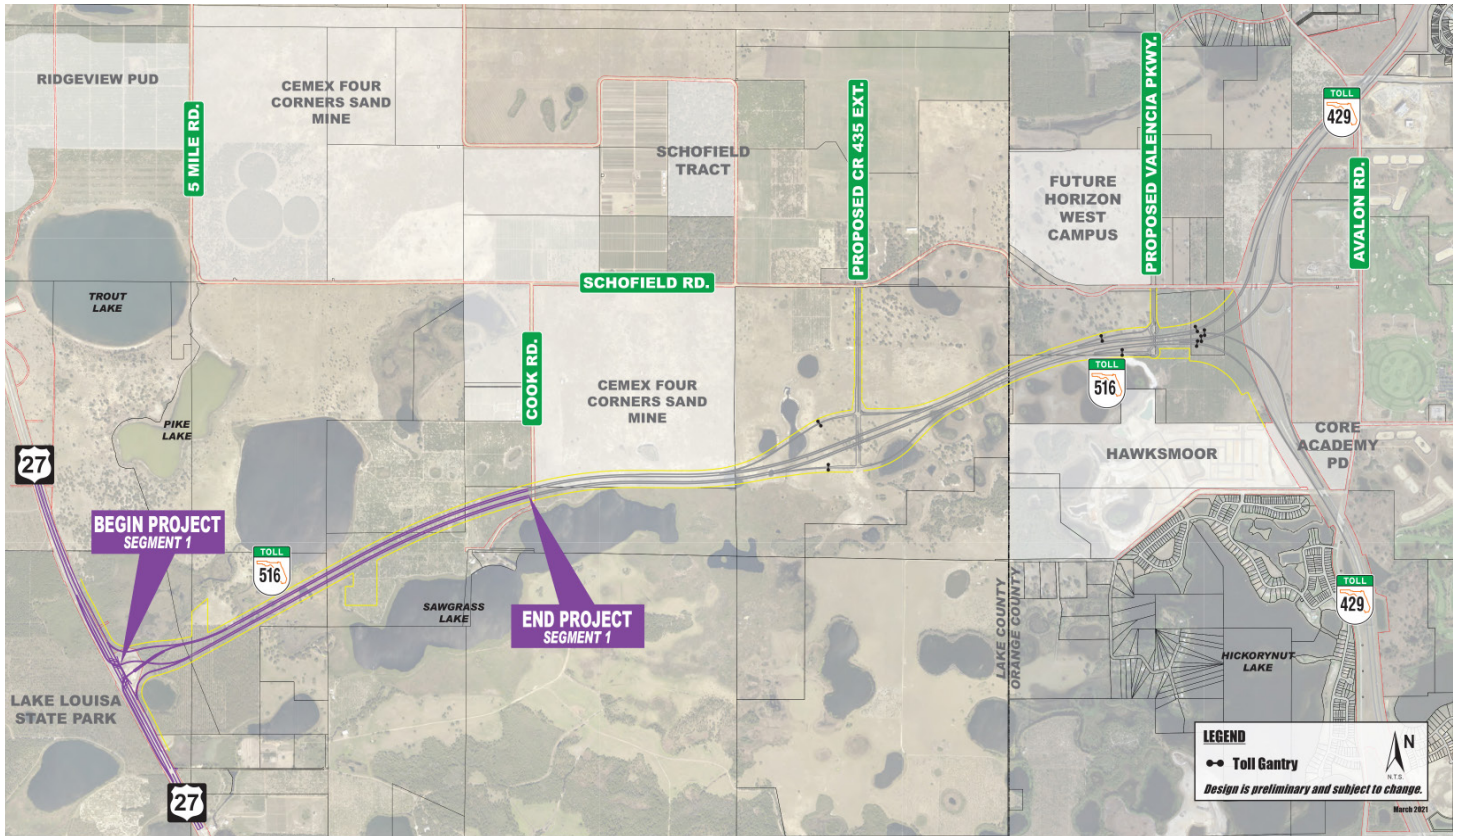 RIDGEVIEW PUD
5 MILE RD.
CEMEX FOUR
CORNERS SAND
MINE
SCHOFIELD
TRACT
PROPOSED CR 435 EXT.
FUTURE
HORIZON
WEST
CAMPUS
PROPOSED VALENCIA PKWY.
TOLL
429
AVALON RD.
TROUT
LAKE
SCHOFIELD RD.
COOK RD.
CEMEX FOUR
CORNERS SAND
MINE
TOLL
516
PIKE
LAKE
HAWKSMOOR
CORE
ACADEMY
PD
27
BEGIN PROJECT
SEGMENT 1
TOLL
516
SAWGRASS
LAKE
END PROJECT
SEGMENT 1
LAKE COUNTY
ORANGE COUNTY
TOLL
429
HICKORYNUT
LAKE
LAKE LOUISA
STATE PARK
27
LEGEND
Toll Gantry
N
N.T.S.
Design is preliminary and subject to change.
March 2021